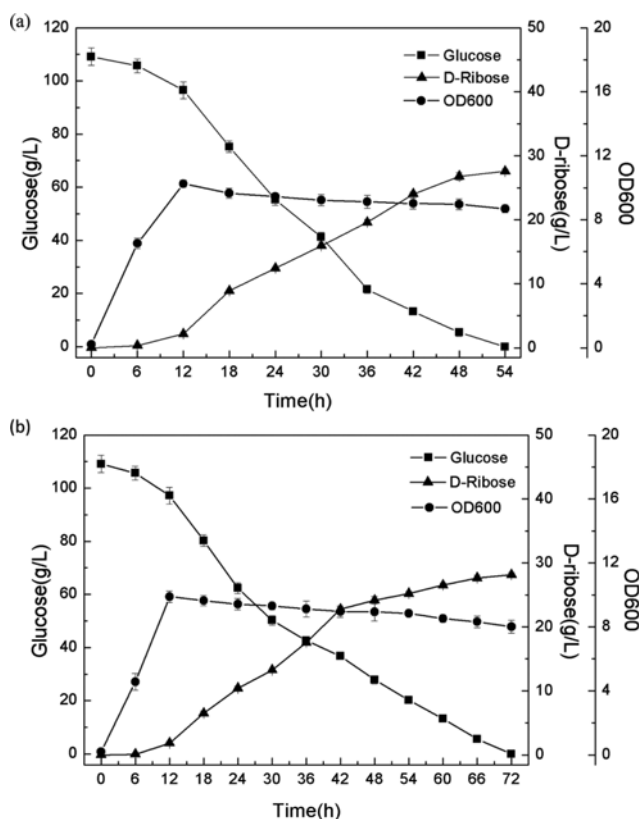 (a)
120
100
80
60
40
20
0
Glucose(g/L)
Glucose
D-Ribose
OD600
50
40
30
20
10
0
D-ribose(g/L)
20
16
12
8
4
0
OD600
0 6 12 18 24 30 36 42 48 54
Time(h)
(b)
120
100
80
60
40
20
0
Glucose(g/L)
Glucose
D-Ribose
OD600
50
40
30
20
10
0
D-ribose(g/L)
20
16
12
8
4
0
OD600
0 6 12 18 24 30 36 42 48 54 60 66 72
Time(h)